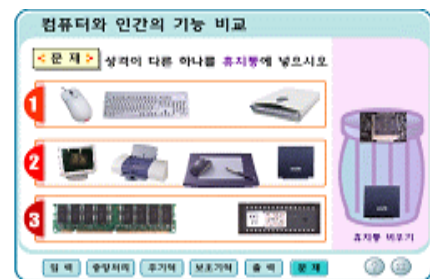 컴퓨터와 인간의 기능 비교
<문 제> 성격이 다른 하나를 휴지통에 넣으시오
1
2
3
휴지통 비우기
입 력 중앙처리 주기억 보조기억 출 력 문 제